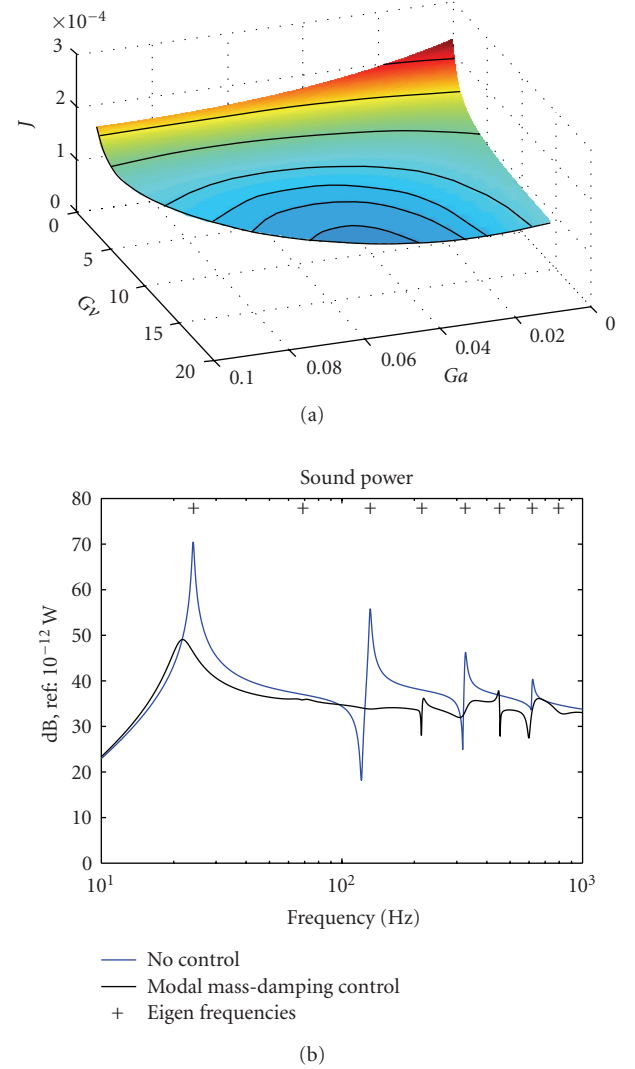 ×10⁻⁴
3
2
1
0
J
0
5
10
15
20
Gv
0.1
0.08
0.06
0.04
0.02
0
Ga
(a)
Sound power
80
70
60
50
40
30
20
10
0
dB, ref: 10⁻¹² W
10¹ 10² 10³
Frequency (Hz)
No control
Modal mass-damping control
+ Eigen frequencies
(b)